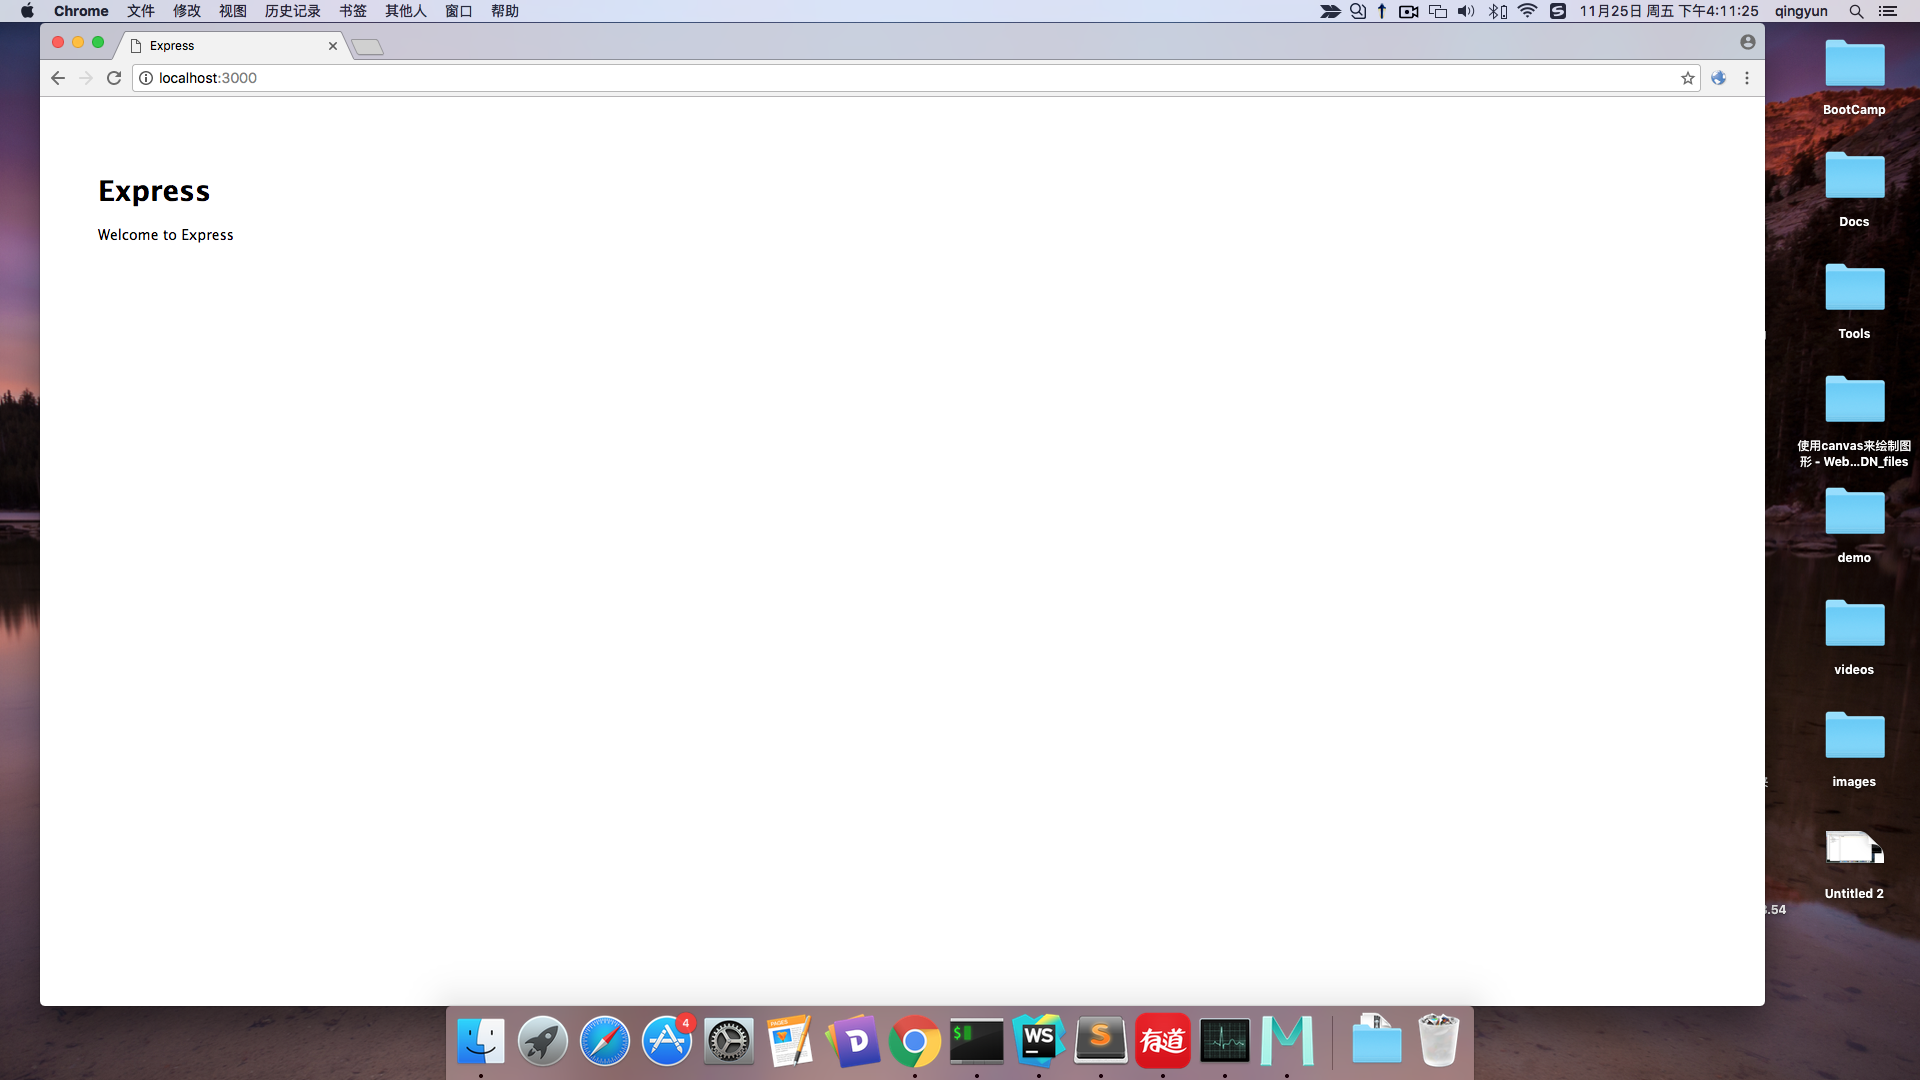 Chrome 文件 修改 视图 历史记录 书签 其他人 窗口 帮助 11月25日 周五 下午4:11:25 qingyun
Express
localhost:3000
Express
Welcome to Express
BootCamp
Docs
Tools
使用canvas来绘制图
形 - Web...DN_files
demo
videos
images
Untitled 2
.54
4
PAGES
D
$
WS
S
有道